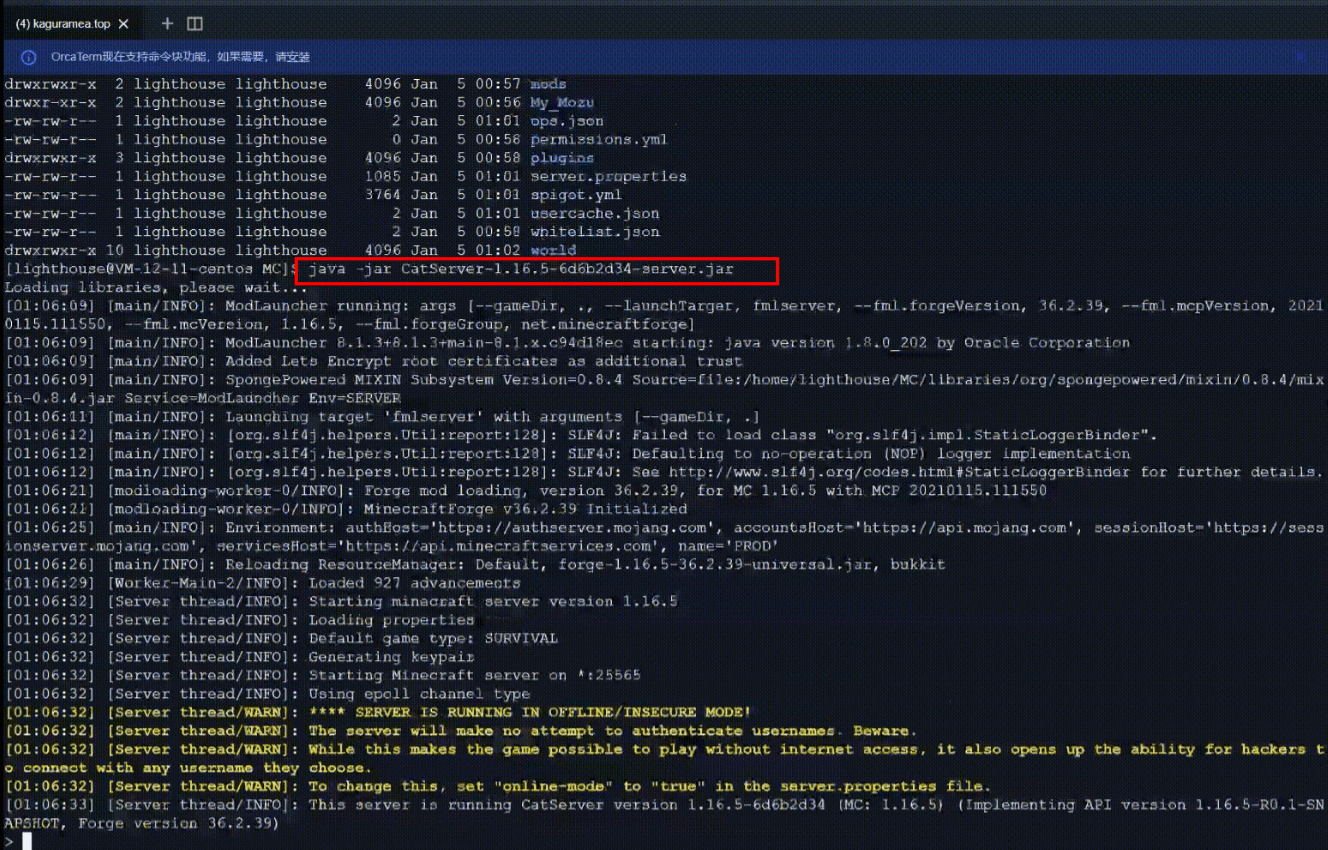 (4) kaguramea.top × +
OrcaTerm现在支持命令块功能，如果需要，请安装
drwxrwxr-x 2 lighthouse lighthouse 4096 Jan 5 00:57 mods
drwxr-xr-x 2 lighthouse lighthouse 4096 Jan 5 00:56 My_Mozu
-rw-rw-r-- 1 lighthouse lighthouse 2 Jan 5 01:01 ops.json
-rw-rw-r-- 1 lighthouse lighthouse 0 Jan 5 00:58 permissions.yml
drwxrwxr-x 3 lighthouse lighthouse 4096 Jan 5 00:58 plugins
-rw-rw-r-- 1 lighthouse lighthouse 1085 Jan 5 01:01 server.properties
-rw-rw-r-- 1 lighthouse lighthouse 3764 Jan 5 01:01 spigot.yml
-rw-rw-r-- 1 lighthouse lighthouse 2 Jan 5 01:01 usercache.json
-rw-rw-r-- 1 lighthouse lighthouse 2 Jan 5 00:58 whitelist.json
drwxrwxr-x 10 lighthouse lighthouse 4096 Jan 5 01:02 world
[lighthouse@VM-12-11-centos MC]$ java -jar CatServer-1.16.5-6d6b2d34-server.jar
Loading libraries, please wait...
[01:06:09] [main/INFO]: ModLauncher running: args [--gameDir, ., --launchTarger, fmlserver, --fml.forgeVersion, 36.2.39, --fml.mcpVersion, 2021
0115.111550, --fml.mcVersion, 1.16.5, --fml.forgeGroup, net.minecraftforge]
[01:06:09] [main/INFO]: ModLauncher 8.1.3+8.1.3+main-8.1.x.c94d18ec starting: java version 1.8.0_202 by Oracle Corporation
[01:06:09] [main/INFO]: Added Lets Encrypt root certificates as additional trust
[01:06:09] [main/INFO]: SpongePowered MIXIN Subsystem Version=0.8.4 Source=file:/home/lighthouse/MC/libraries/org/spongepowered/mixin/0.8.4/mix
in-0.8.4.jar Service=ModLauncher Env=SERVER
[01:06:11] [main/INFO]: Launching target 'fmlserver' with arguments [--gameDir, .]
[01:06:12] [main/INFO]: [org.slf4j.helpers.Util:report:128]: SLF4J: Failed to load class "org.slf4j.impl.StaticLoggerBinder".
[01:06:12] [main/INFO]: [org.slf4j.helpers.Util:report:128]: SLF4J: Defaulting to no-operation (NOP) logger implementation
[01:06:12] [main/INFO]: [org.slf4j.helpers.Util:report:128]: SLF4J: See http://www.slf4j.org/codes.html#StaticLoggerBinder for further details.
[01:06:21] [modloading-worker-0/INFO]: Forge mod loading, version 36.2.39, for MC 1.16.5 with MCP 20210115.111550
[01:06:21] [modloading-worker-0/INFO]: MinecraftForge v36.2.39 Initialized
[01:06:25] [main/INFO]: Environment: authHost='https://authserver.mojang.com', accountsHost='https://api.mojang.com', sessionHost='https://sess
ionserver.mojang.com', servicesHost='https://api.minecraftservices.com', name='PROD'
[01:06:26] [main/INFO]: Reloading ResourceManager: Default, forge-1.16.5-36.2.39-universal.jar, bukkit
[01:06:29] [Worker-Main-2/INFO]: Loaded 927 advancements
[01:06:32] [Server thread/INFO]: Starting minecraft server version 1.16.5
[01:06:32] [Server thread/INFO]: Loading properties
[01:06:32] [Server thread/INFO]: Default game type: SURVIVAL
[01:06:32] [Server thread/INFO]: Generating keypair
[01:06:32] [Server thread/INFO]: Starting Minecraft server on *:25565
[01:06:32] [Server thread/INFO]: Using epoll channel type
[01:06:32] [Server thread/WARN]: **** SERVER IS RUNNING IN OFFLINE/INSECURE MODE!
[01:06:32] [Server thread/WARN]: The server will make no attempt to authenticate usernames. Beware.
[01:06:32] [Server thread/WARN]: While this makes the game possible to play without internet access, it also opens up the ability for hackers t
o connect with any username they choose.
[01:06:32] [Server thread/WARN]: To change this, set "online-mode" to "true" in the server.properties file.
[01:06:33] [Server thread/INFO]: This server is running CatServer version 1.16.5-6d6b2d34 (MC: 1.16.5) (Implementing API version 1.16.5-R0.1-SN
APSHOT, Forge version 36.2.39)
>